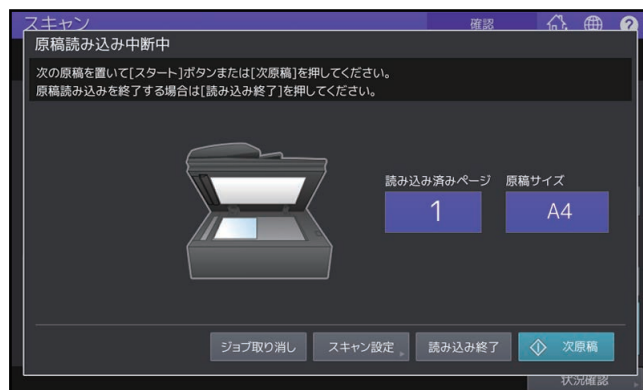 スキャン
確認
原稿読み込み中断中
次の原稿を置いて[スタート]ボタンまたは[次原稿]を押してください。
原稿読み込みを終了する場合は[読み込み終了]を押してください。
読み込み済みページ 原稿サイズ
1 A4
ジョブ取り消し スキャン設定 読み込み終了 次原稿
状況確認